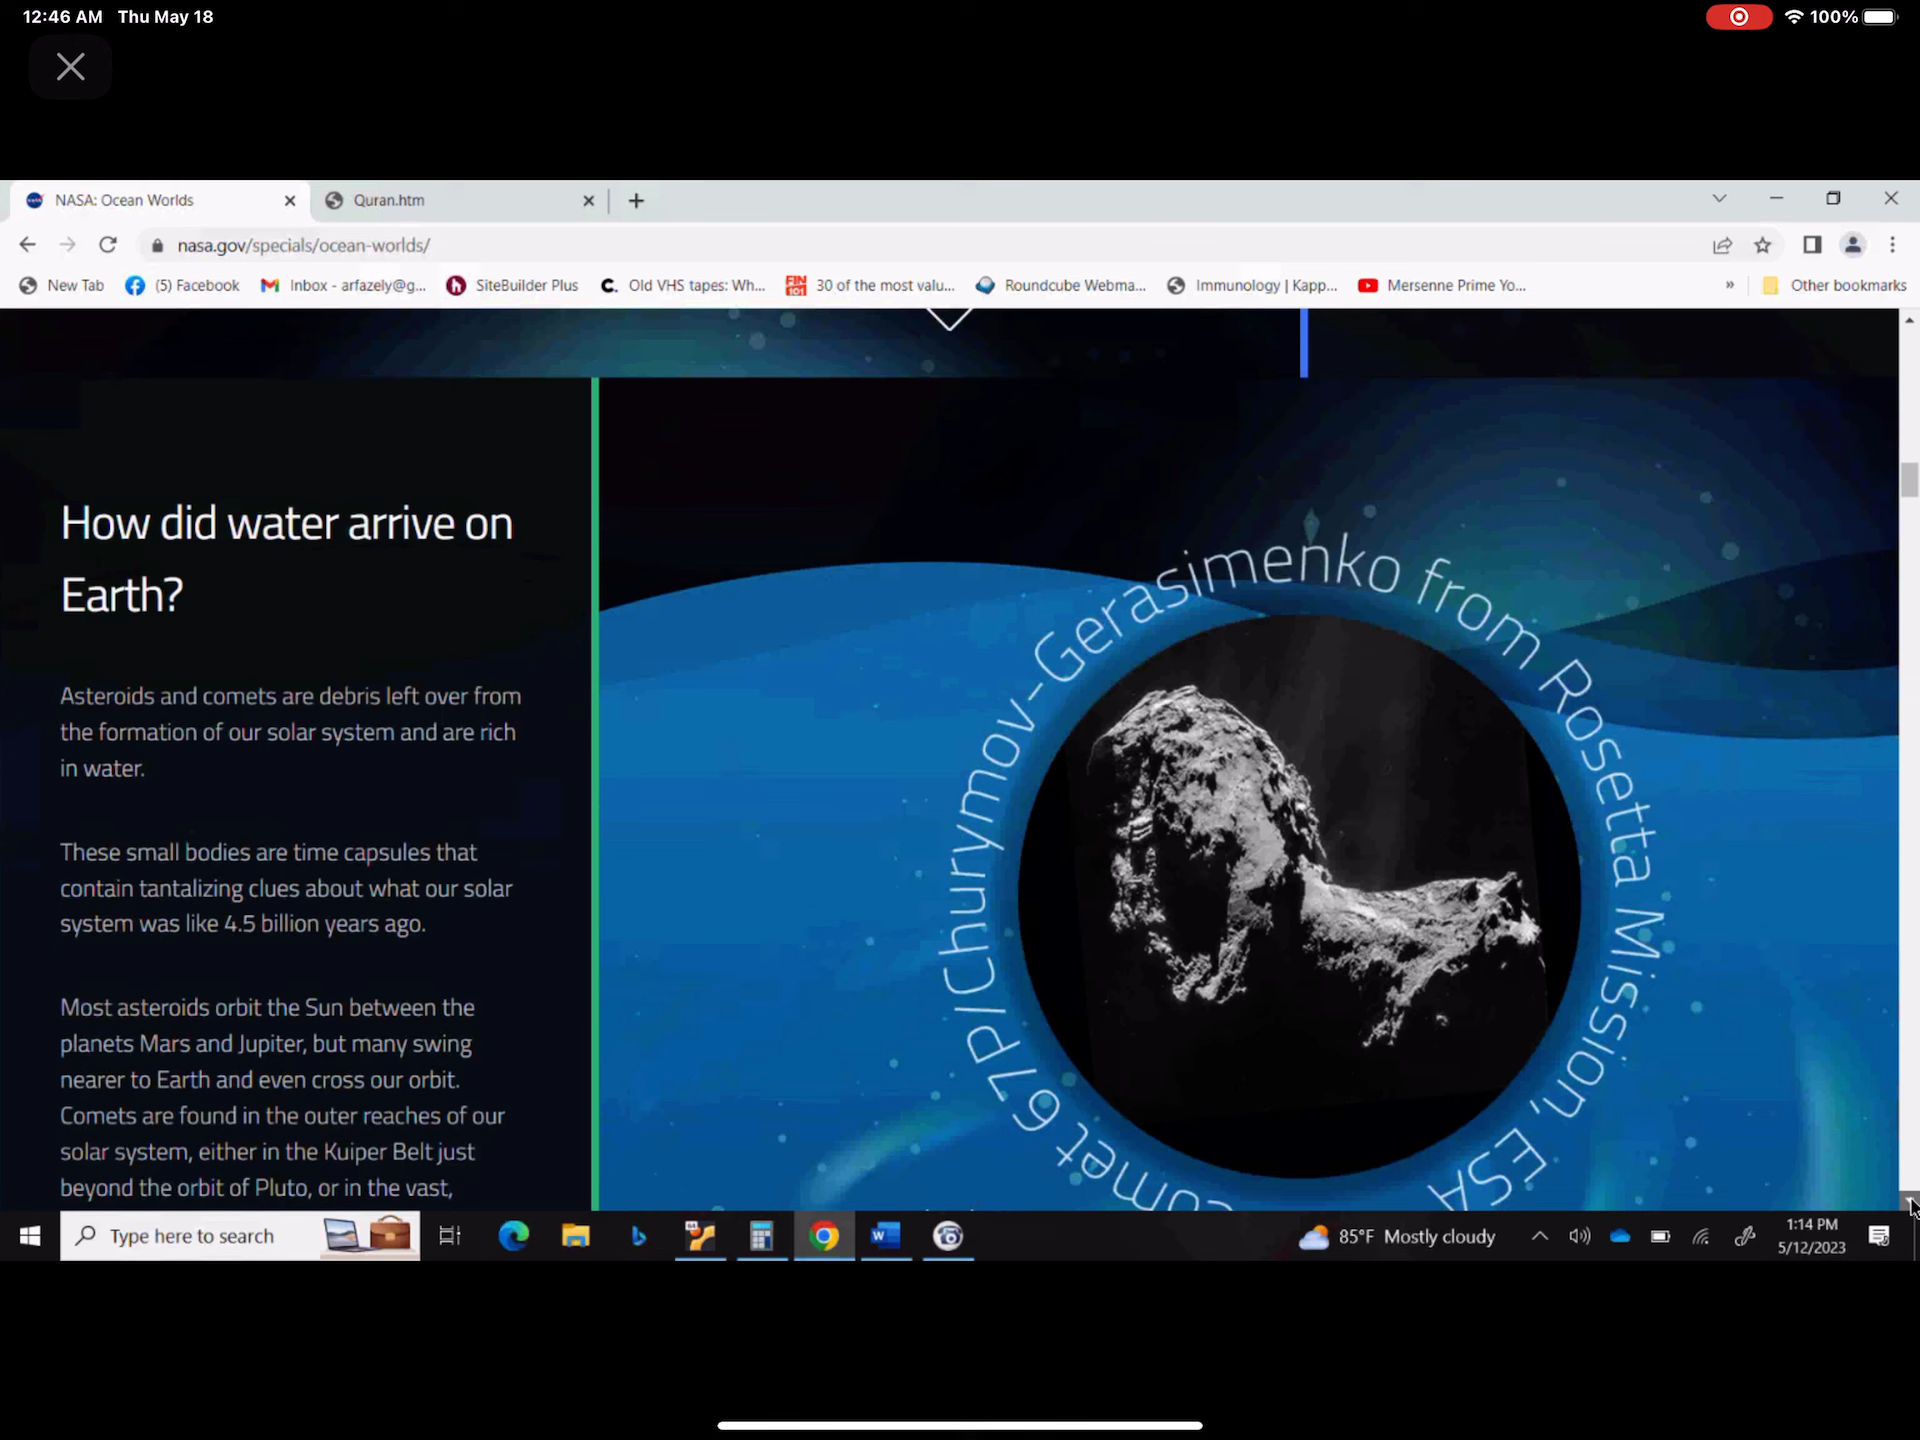 12:46 AM Thu May 18
100%
NASA: Ocean Worlds
Quran.htm
nasa.gov/specials/ocean-worlds/
New Tab
(5) Facebook
Inbox - arfazely@g...
SiteBuilder Plus
Old VHS tapes: Wh...
FIN 101
30 of the most valu...
Roundcube Webma...
Immunology | Kapp...
Mersenne Prime Yo...
»
Other bookmarks
How did water arrive on
Earth?
Asteroids and comets are debris left over from
the formation of our solar system and are rich
in water.
These small bodies are time capsules that
contain tantalizing clues about what our solar
system was like 4.5 billion years ago.
Most asteroids orbit the Sun between the
planets Mars and Jupiter, but many swing
nearer to Earth and even cross our orbit.
Comets are found in the outer reaches of our
solar system, either in the Kuiper Belt just
beyond the orbit of Pluto, or in the vast,
Comet 67P/Churymov-Gerasimenko from Rosetta Mission, ESA
Type here to search
85°F Mostly cloudy
1:14 PM
5/12/2023